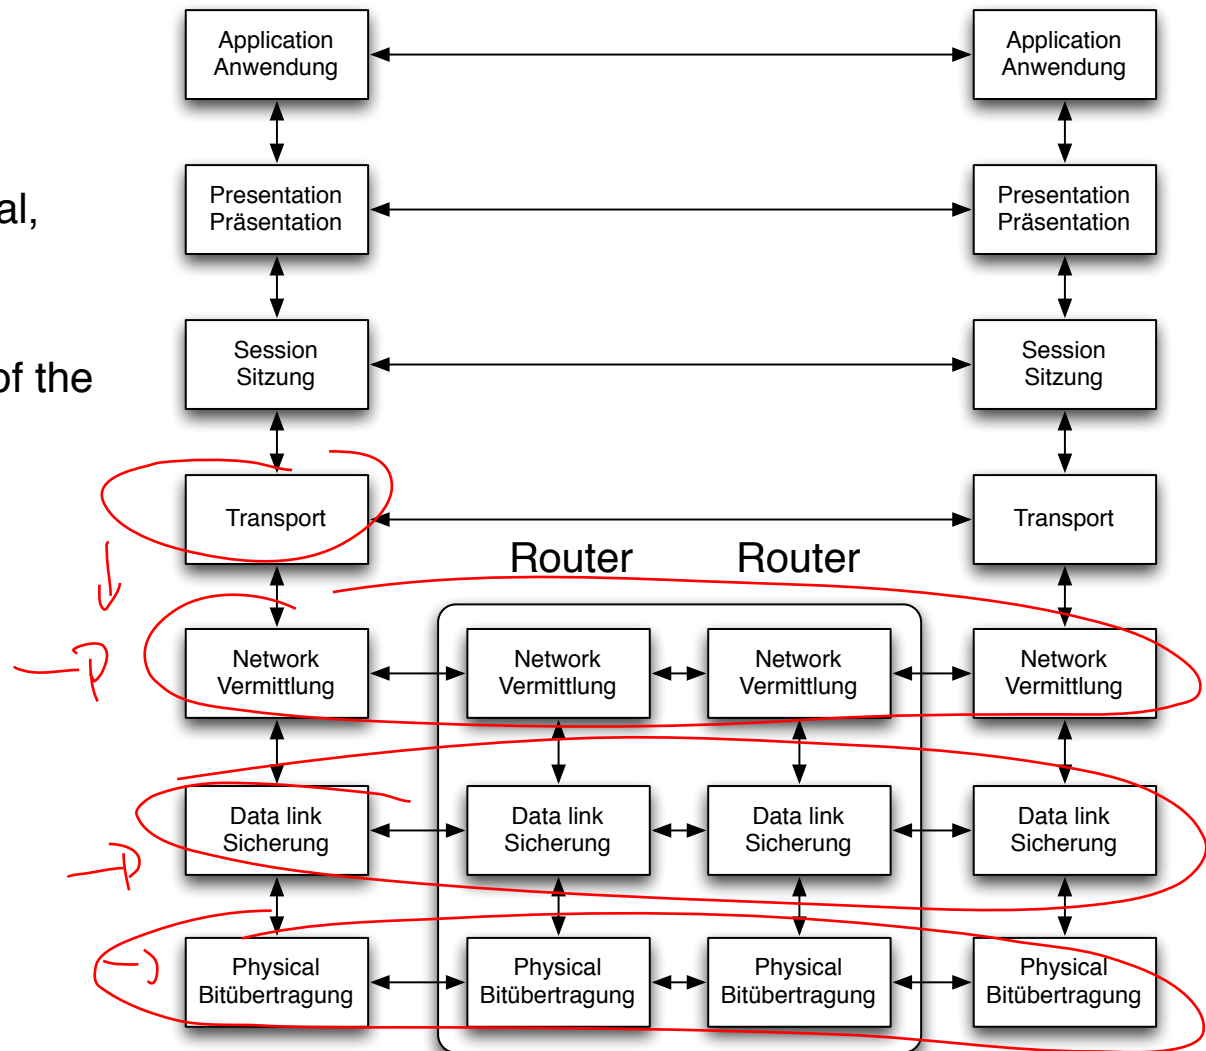 Application
Anwendung
Application
Anwendung
al,
Presentation
Präsentation
Presentation
Präsentation
of the
Session
Sitzung
Session
Sitzung
Transport
Transport
Router
Router
Network
Vermittlung
Network
Vermittlung
Network
Vermittlung
Network
Vermittlung
Data link
Sicherung
Data link
Sicherung
Data link
Sicherung
Data link
Sicherung
Physical
Bitübertragung
Physical
Bitübertragung
Physical
Bitübertragung
Physical
Bitübertragung